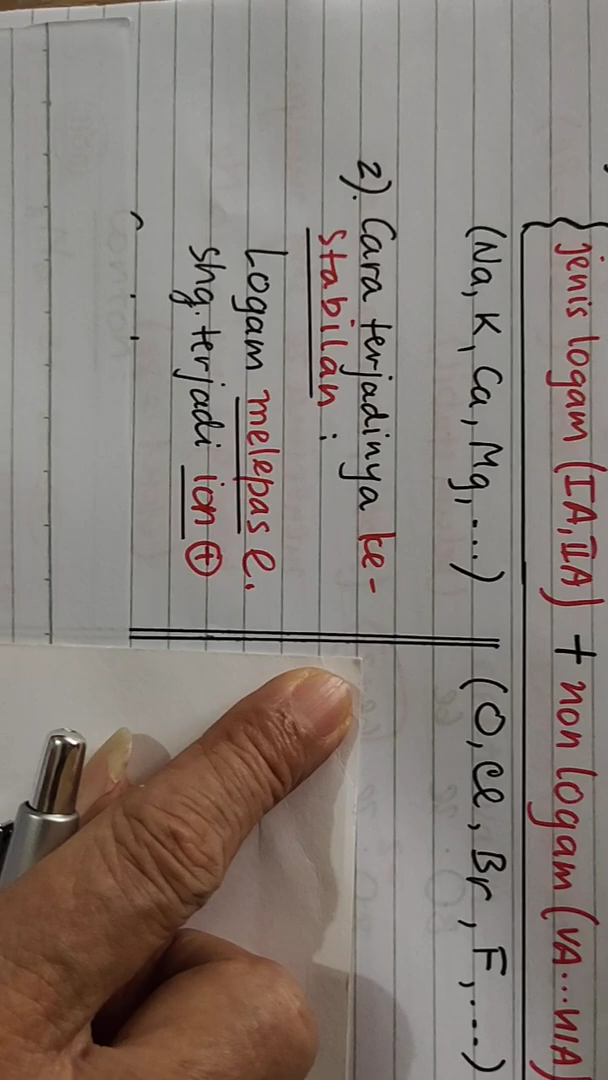 jenis logam (IA, IIA) + non logam (VA...VIIA)
(Na, K, Ca, Mg, ...) (O, Cl, Br, F, ....)
2). Cara terjadinya ke-
stabilan :
Logam melepas e.
shg. terjadi ion ⊕